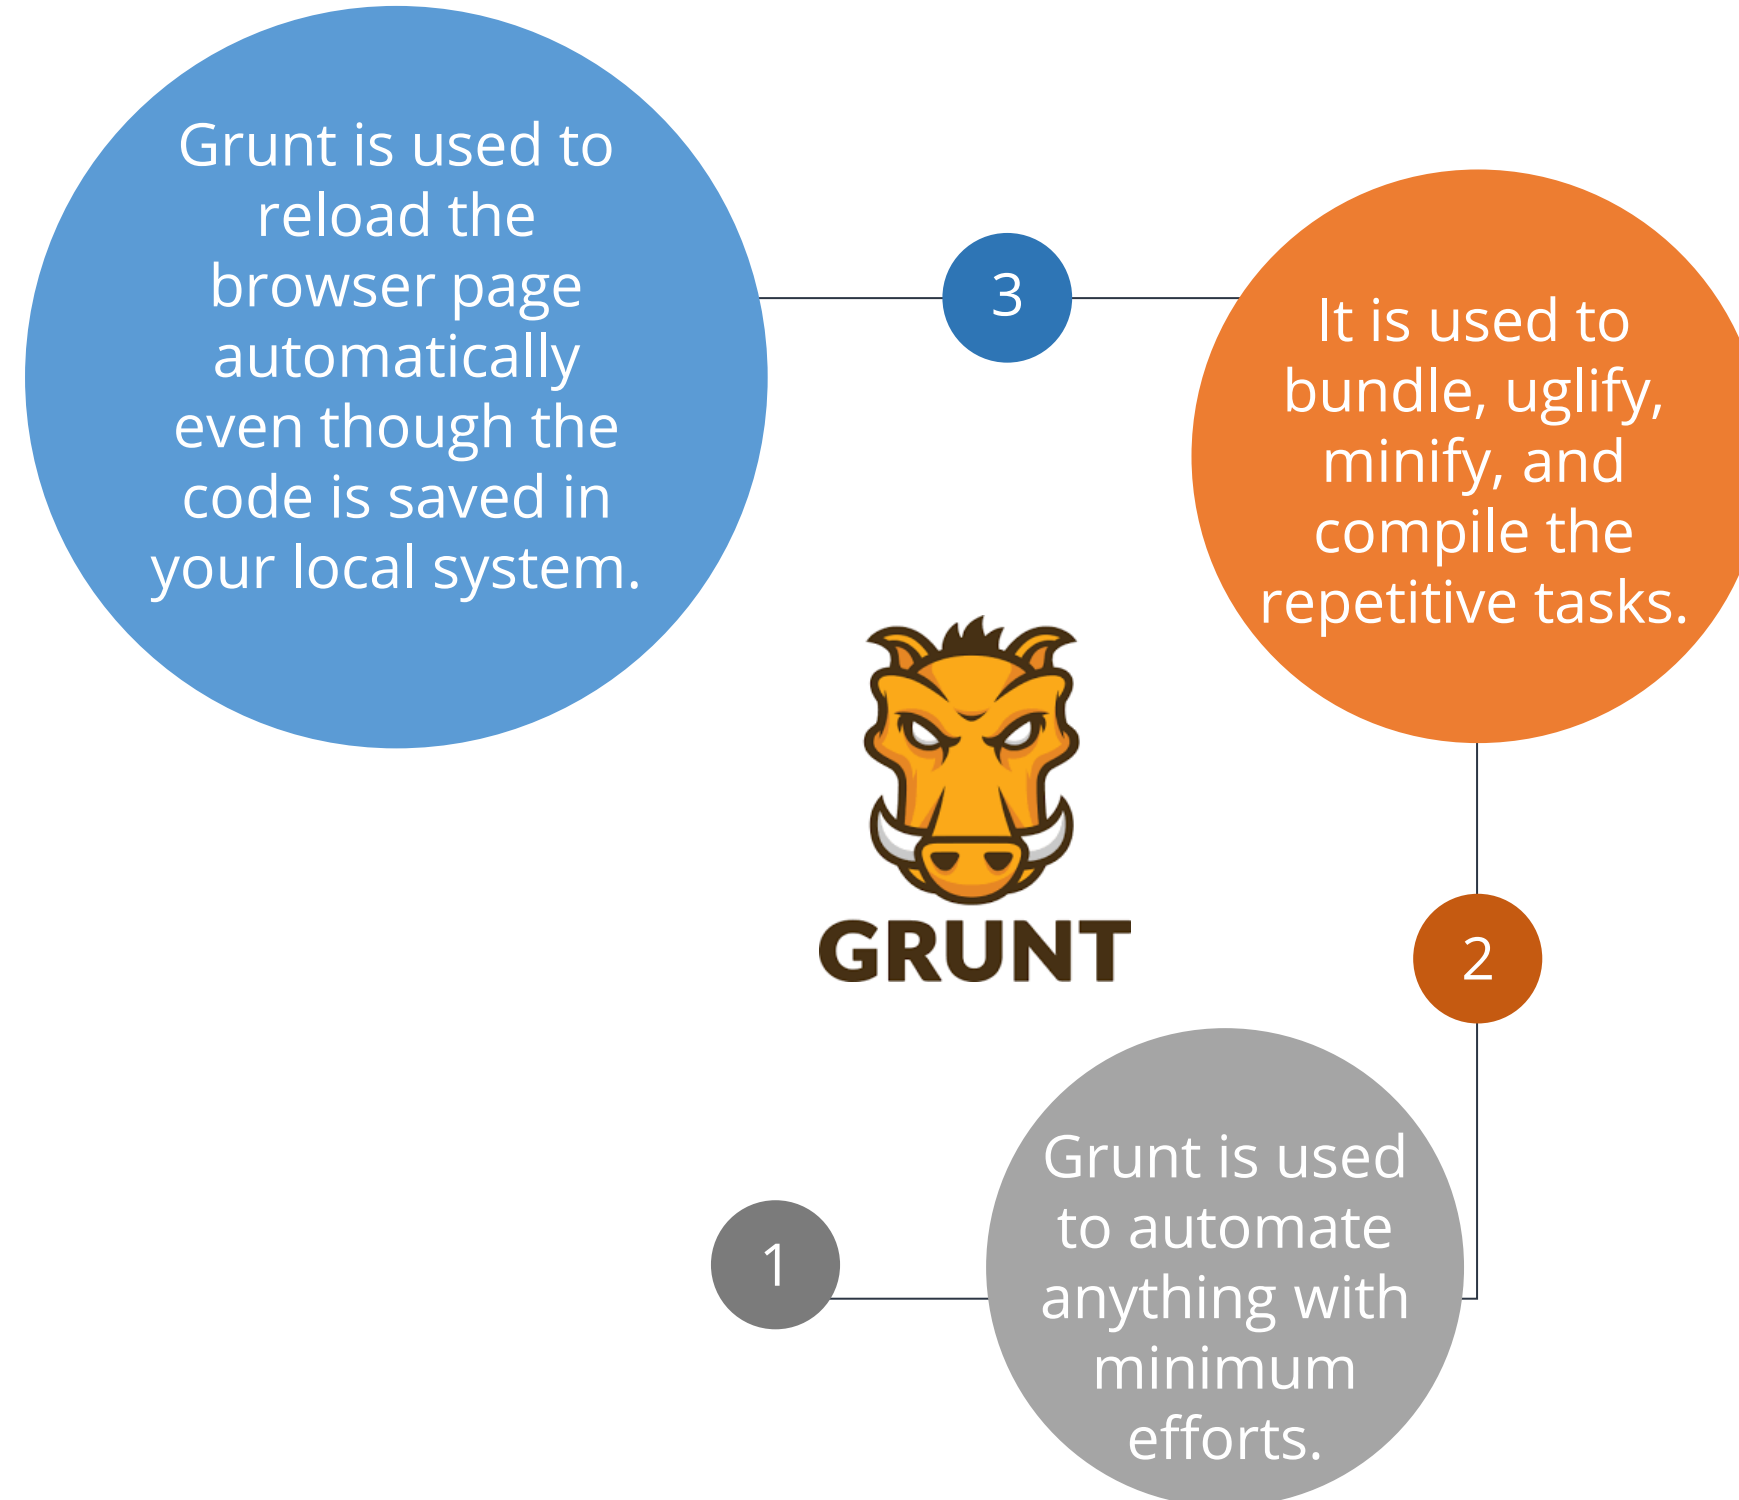 Grunt is used to
reload the
browser page
automatically
even though the
code is saved in
your local system.
3
It is used to
bundle, uglify,
minify, and
compile the
repetitive tasks.
GRUNT
2
1
Grunt is used
to automate
anything with
minimum
efforts.